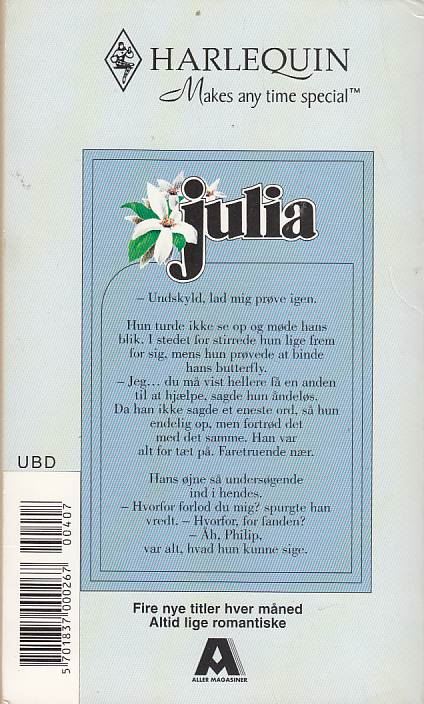 HARLEQUIN
Makes any time special™
julia
– Undskyld, lad mig prøve igen.
Hun turde ikke se op og møde hans
blik. I stedet for stirrede hun lige frem
for sig, mens hun prøvede at binde
hans butterfly.
– Jeg... du må vist hellere få en anden
til at hjælpe, sagde hun åndeløs.
Da han ikke sagde et eneste ord, så hun
endelig op, men fortrød det
med det samme. Han var
alt for tæt på. Faretruende nær.
Hans øjne så undersøgende
ind i hendes.
– Hvorfor forlod du mig? spurgte han
vredt. – Hvorfor, for fanden?
– Åh, Philip,
var alt, hvad hun kunne sige.
UBD
00407
5 701837 000267
Fire nye titler hver måned
Altid lige romantiske
A
ALLER MAGASINER